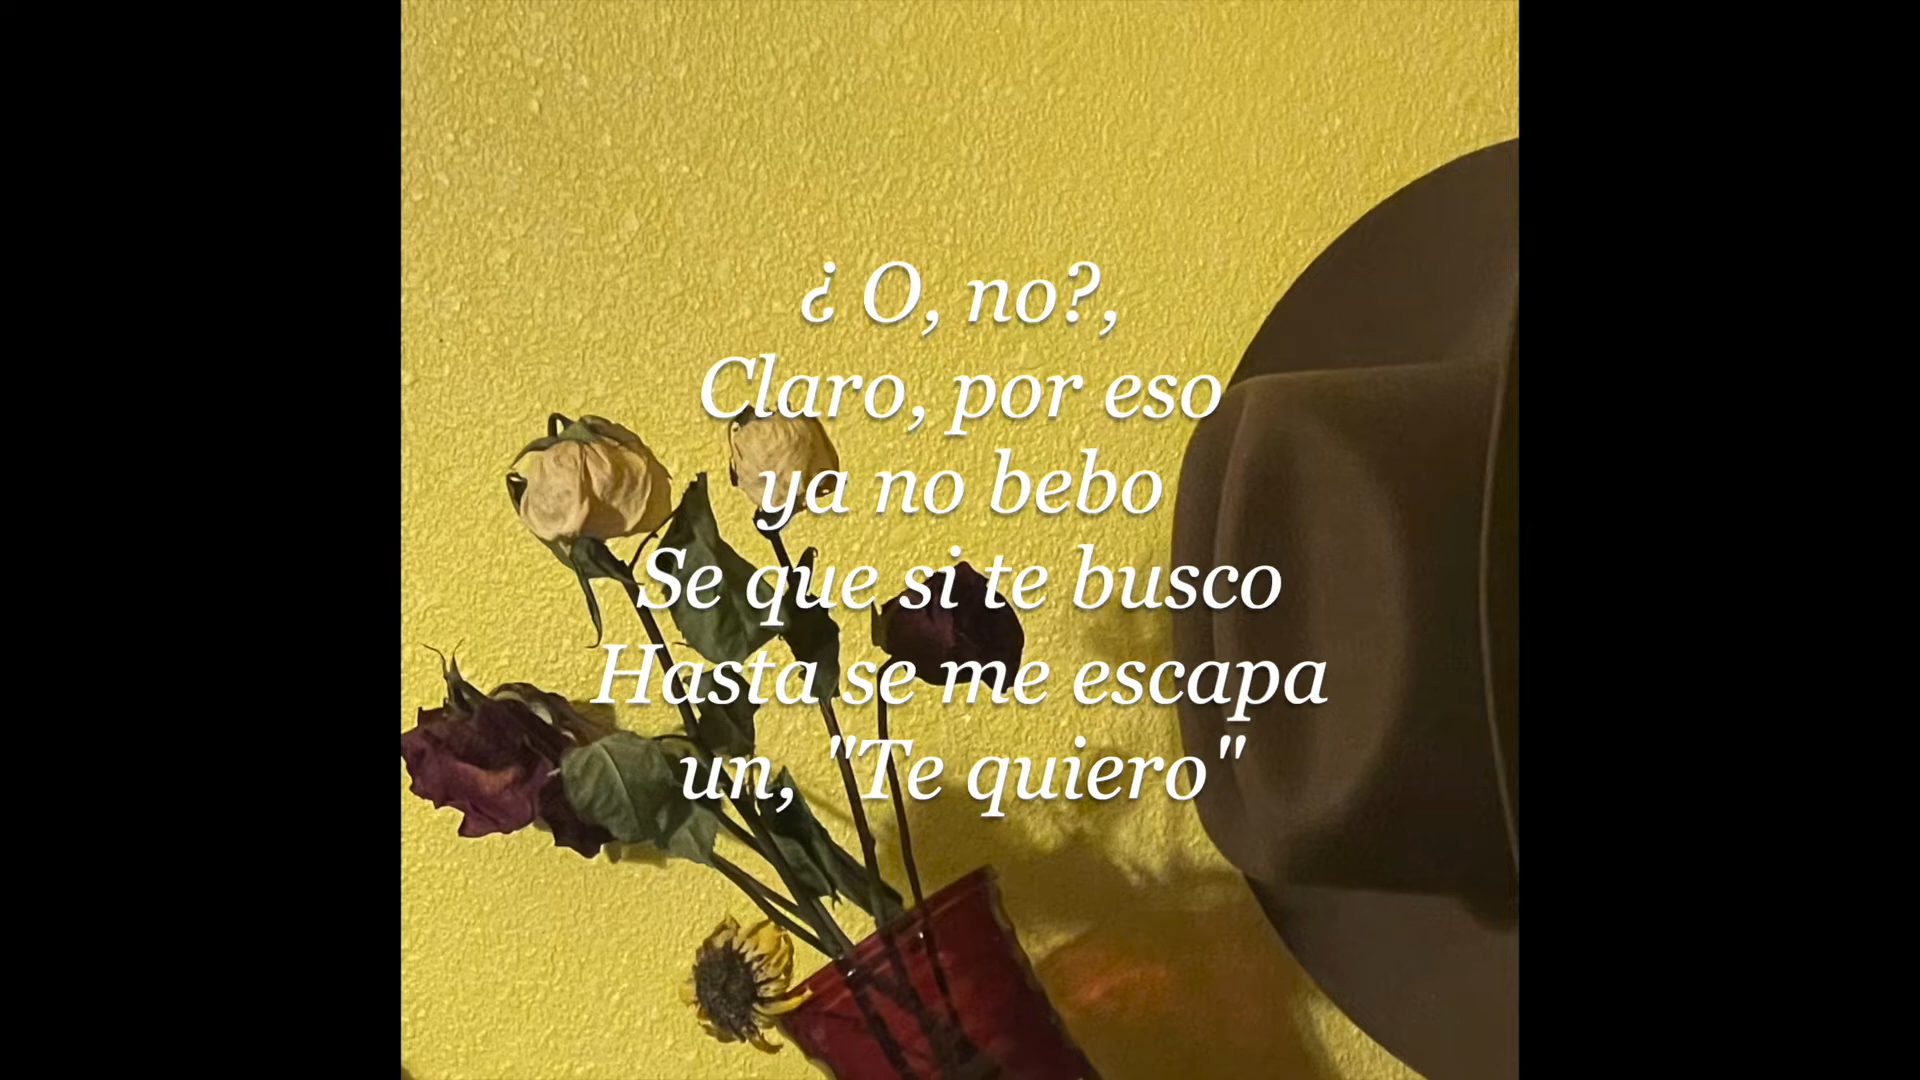 ¿ O, no?,
Claro, por eso
ya no bebo
Se que si te busco
Hasta se me escapa
un, "Te quiero"